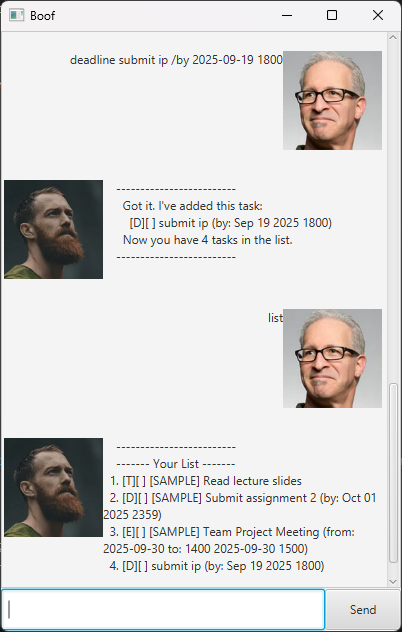 Boof
deadline submit ip /by 2025-09-19 1800
-------------------------
Got it. I've added this task:
[D][ ] submit ip (by: Sep 19 2025 1800)
Now you have 4 tasks in the list.
-------------------------
list
-------------------------
------- Your List -------
1. [T][ ] [SAMPLE] Read lecture slides
2. [D][ ] [SAMPLE] Submit assignment 2 (by: Oct 01
2025 2359)
3. [E][ ] [SAMPLE] Team Project Meeting (from:
2025-09-30 to: 1400 2025-09-30 1500)
4. [D][ ] submit ip (by: Sep 19 2025 1800)
Send